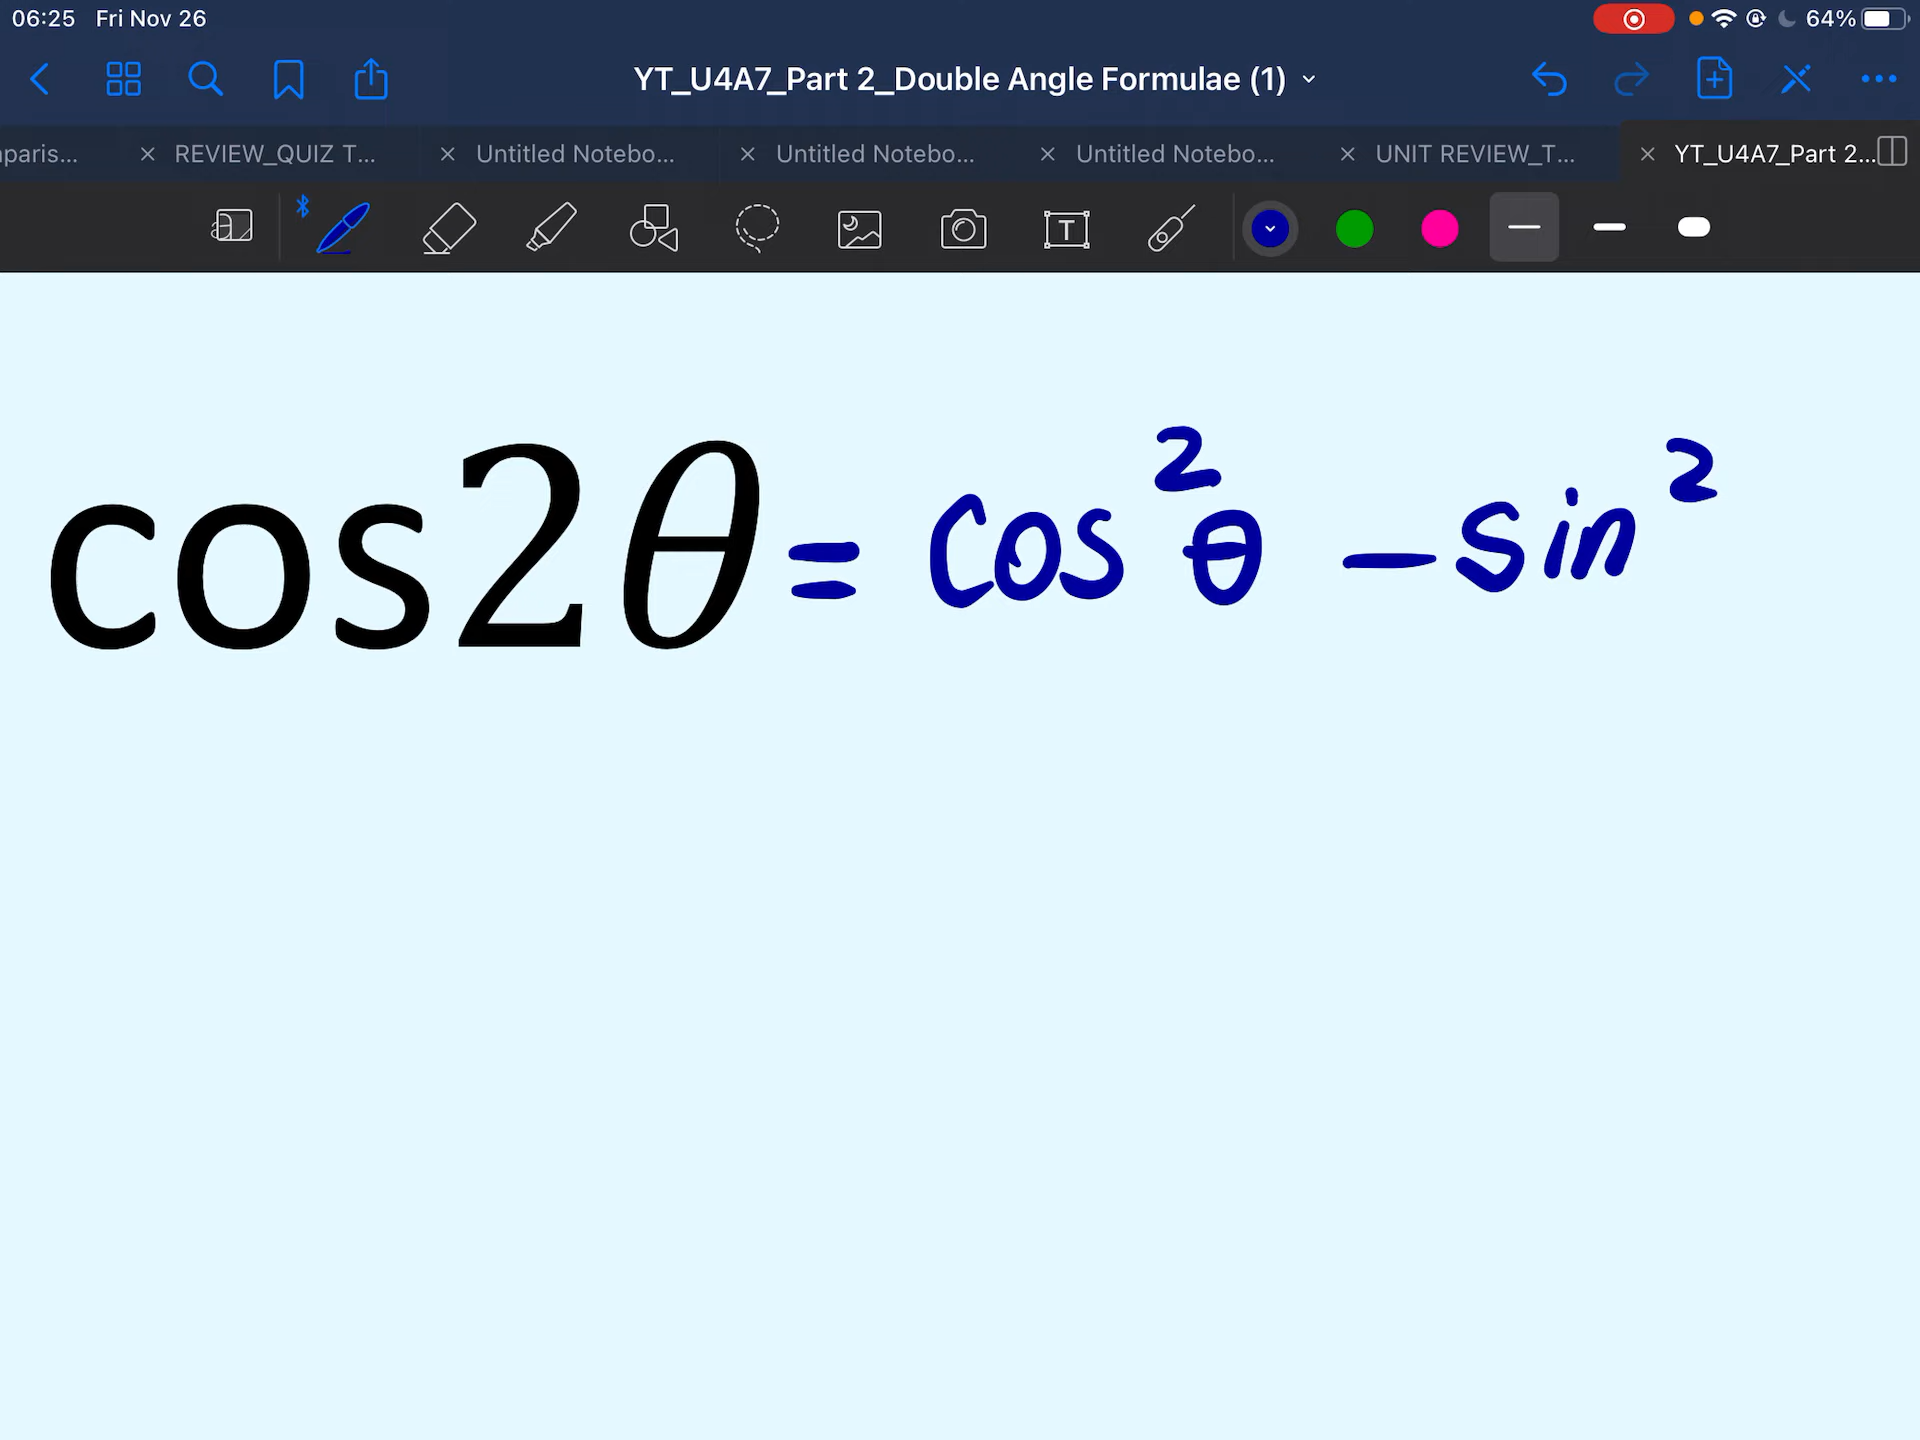 06:25 Fri Nov 26 64%
YT_U4A7_Part 2_Double Angle Formulae (1)
paris... REVIEW_QUIZ T... Untitled Notebo... Untitled Notebo... Untitled Notebo... UNIT REVIEW_T... YT_U4A7_Part 2...
T
cos2θ = cos²θ – sin²